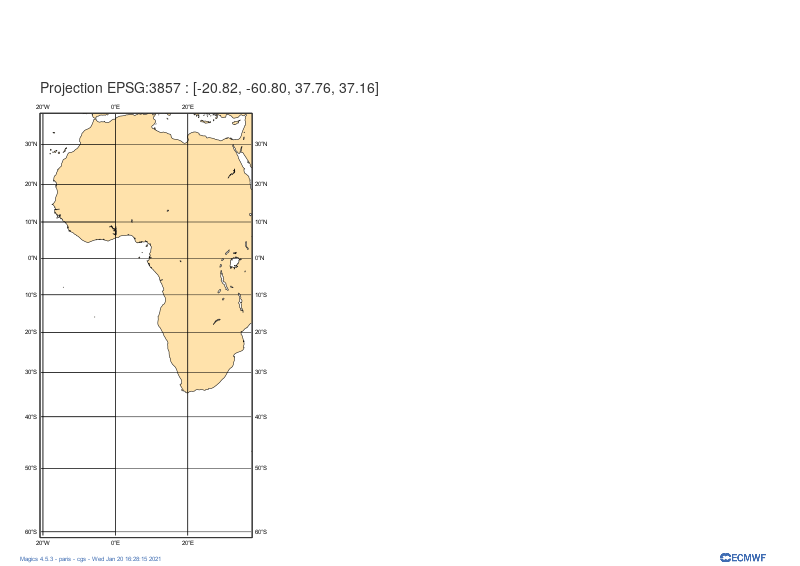 Projection EPSG:3857 : [-20.82, -60.80, 37.76, 37.16]
20°W 0°E 20°E
30°N 30°N
20°N 20°N
10°N 10°N
0°N 0°N
10°S 10°S
20°S 20°S
30°S 30°S
40°S 40°S
50°S 50°S
60°S 60°S
20°W 0°E 20°E
Magics 4.5.3 - paris - cgs - Wed Jan 20 16:28:15 2021
ECMWF